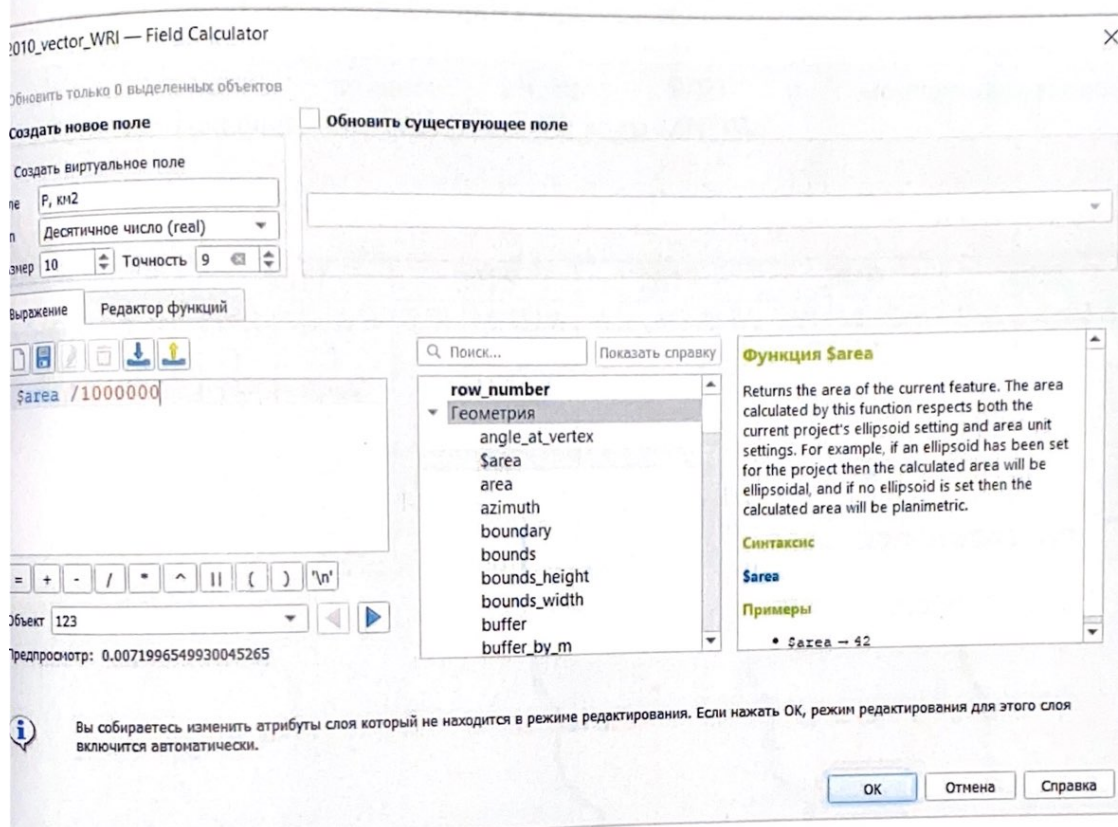 2010_vector_WRI — Field Calculator
Обновить только 0 выделенных объектов
Создать новое поле
Обновить существующее поле
Создать виртуальное поле
P, км2
Десятичное число (real)
10
Точность 9
Выражение
Редактор функций
$area /1000000
= + - / * ^ || ( ) '\n'
Объект 123
Предпросмотр: 0.0071996549930045265
Поиск...
Показать справку
row_number
Геометрия
angle_at_vertex
$area
area
azimuth
boundary
bounds
bounds_height
bounds_width
buffer
buffer_by_m
Функция $area
Returns the area of the current feature. The area
calculated by this function respects both the
current project's ellipsoid setting and area unit
settings. For example, if an ellipsoid has been set
for the project then the calculated area will be
ellipsoidal, and if no ellipsoid is set then the
calculated area will be planimetric.
Синтаксис
$area
Примеры
• $area → 42
Вы собираетесь изменить атрибуты слоя который не находится в режиме редактирования. Если нажать OK, режим редактирования для этого слоя
включится автоматически.
OK
Отмена
Справка